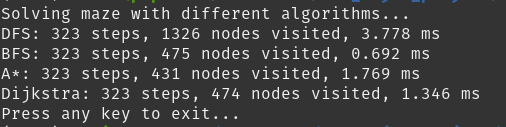 Solving maze with different algorithms...
DFS: 323 steps, 1326 nodes visited, 3.778 ms
BFS: 323 steps, 475 nodes visited, 0.692 ms
A*: 323 steps, 431 nodes visited, 1.769 ms
Dijkstra: 323 steps, 474 nodes visited, 1.346 ms
Press any key to exit...